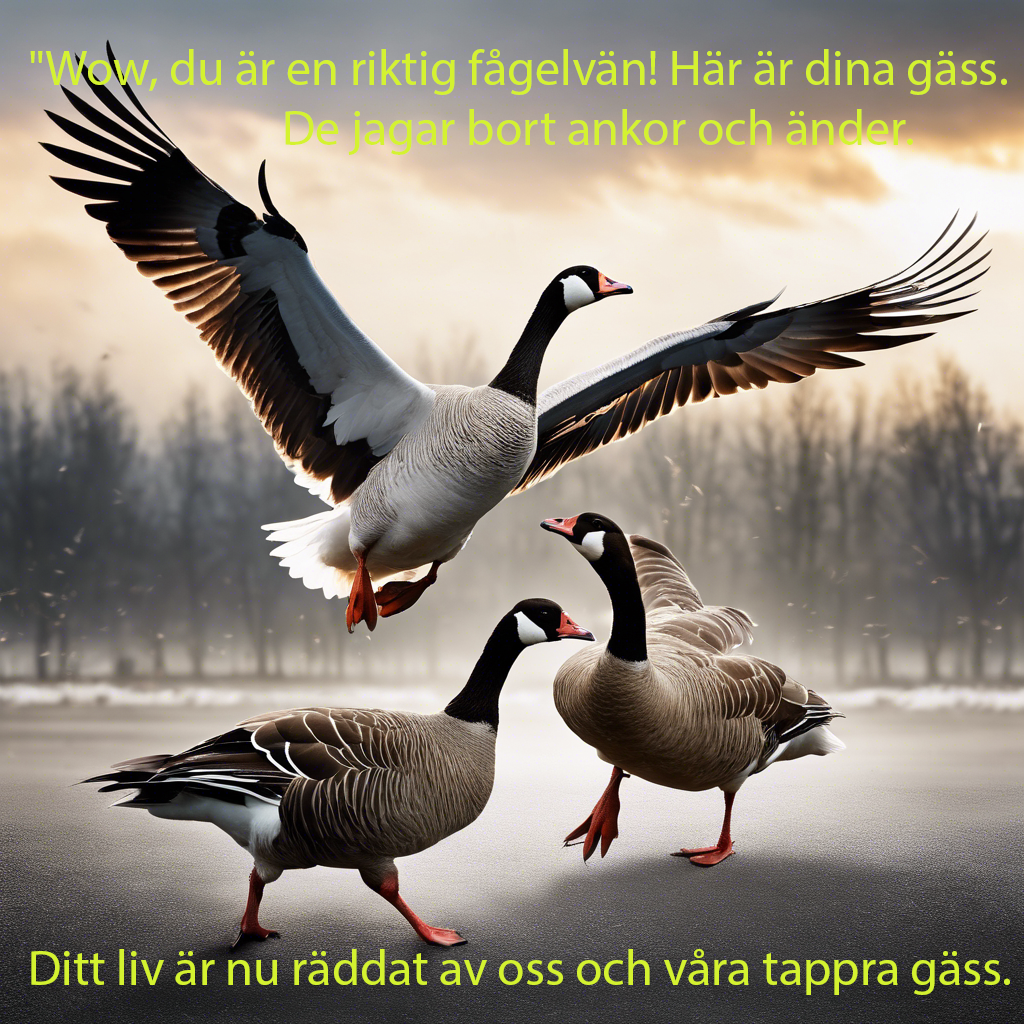 "Wow, du är en riktig fågelvän! Här är dina gäss.
De jagar bort ankor och änder.
Ditt liv är nu räddat av oss och våra tappra gäss.